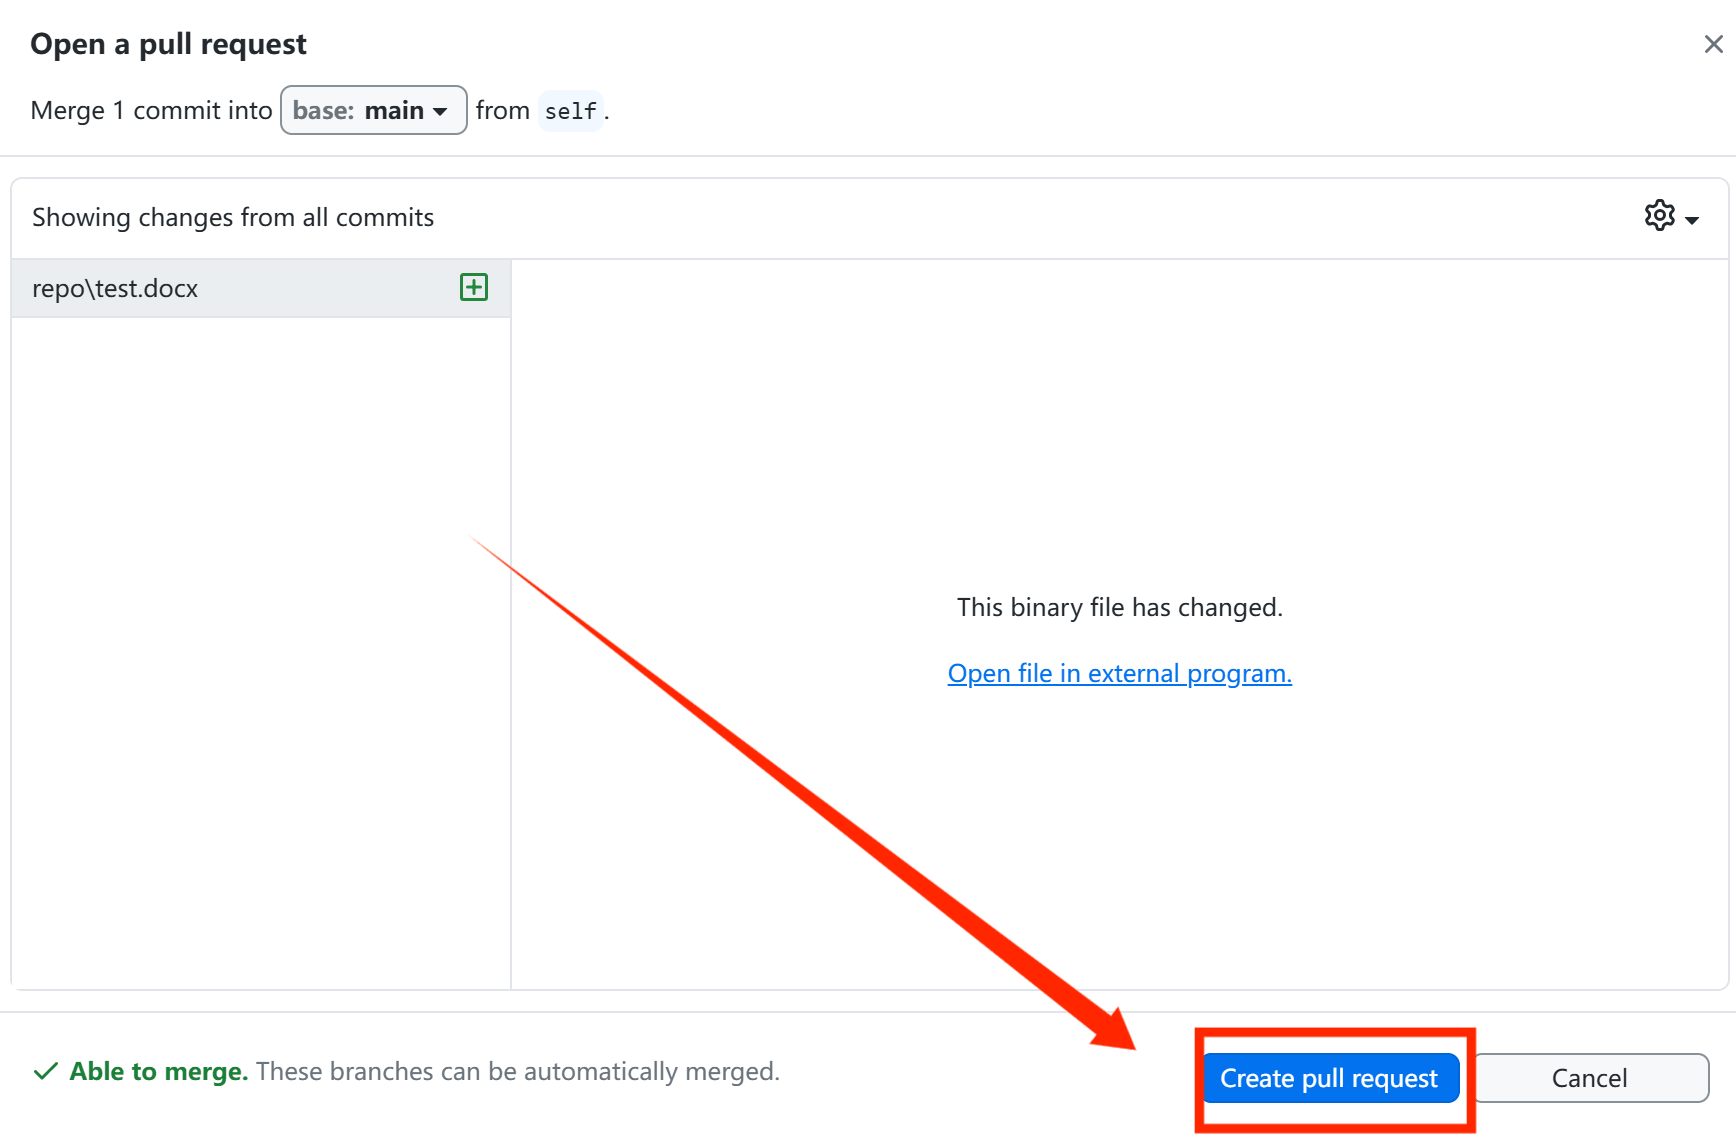 Open a pull request
Merge 1 commit into base: main from self.
Showing changes from all commits
repo\test.docx
This binary file has changed.
Open file in external program.
Able to merge. These branches can be automatically merged.
Create pull request
Cancel